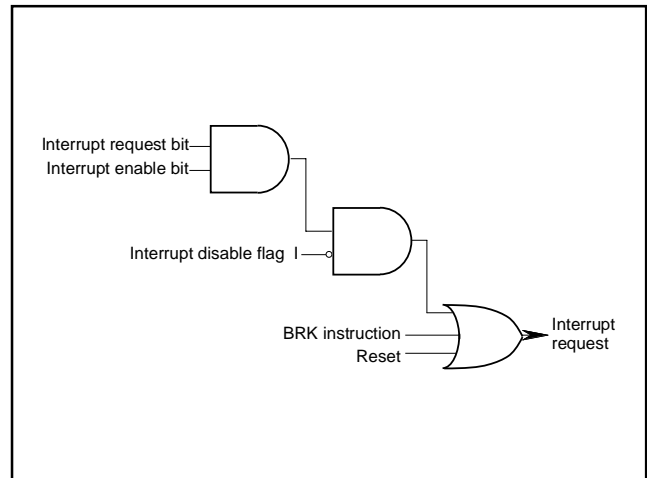 Interrupt request bit
Interrupt enable bit
Interrupt disable flag I
BRK instruction
Reset
Interrupt
request